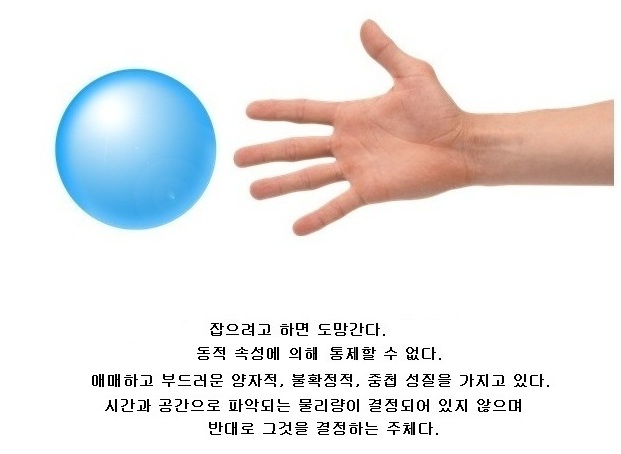 잡으려고 하면 도망간다.
동적 속성에 의해 통제할 수 없다.
애매하고 부드러운 양자적, 불확정적, 중첩 성질을 가지고 있다.
시간과 공간으로 파악되는 물리량이 결정되어 있지 않으며
반대로 그것을 결정하는 주체다.